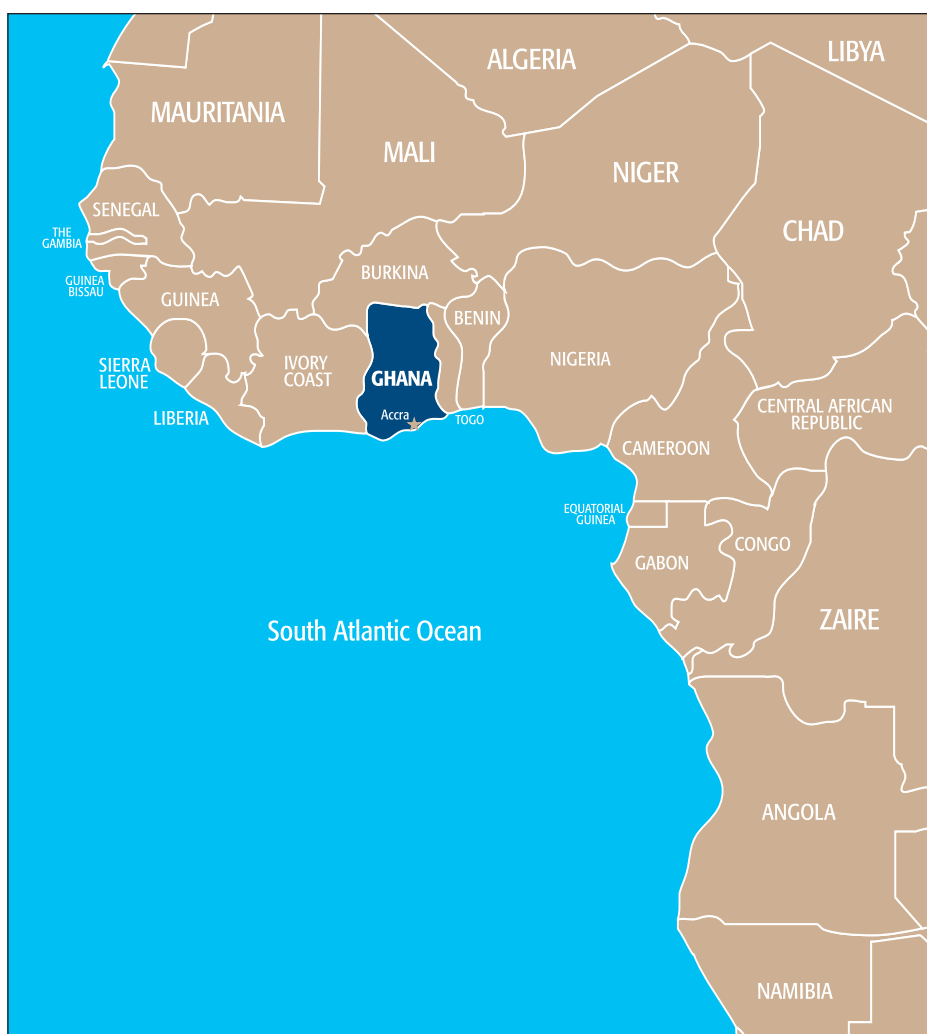 LIBYA
ALGERIA
MAURITANIA
MALI
NIGER
SENEGAL
CHAD
THE
GAMBIA
BURKINA
GUINEA
BISSAU
GUINEA
BENIN
NIGERIA
SIERRA
LEONE
IVORY
COAST
GHANA
CENTRAL AFRICAN
REPUBLIC
LIBERIA
Accra
TOGO
CAMEROON
EQUATORIAL
GUINEA
CONGO
GABON
ZAIRE
South Atlantic Ocean
ANGOLA
NAMIBIA